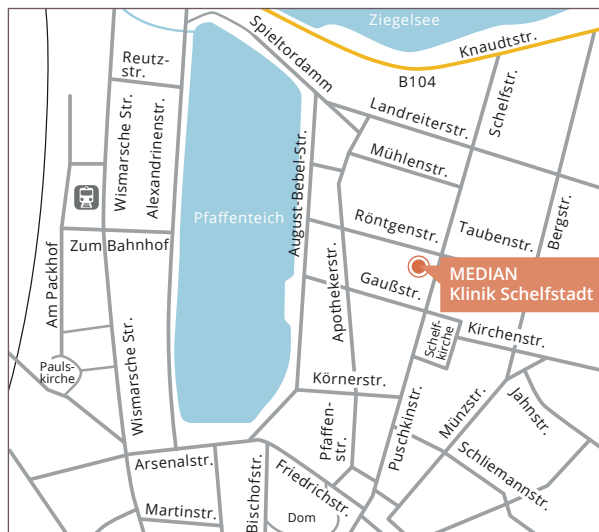 Ziegelsee
Spieltordamm
Knaudtstr.
Reutz-
str.
B104
Schelfstr.
Landreiterstr.
Wismarsche Str.
Alexandrinenstr.
August-Bebel-Str.
Mühlenstr.
Pfaffenteich
Röntgenstr.
Taubenstr.
Bergstr.
Zum Bahnhof
Am Packhof
MEDIAN
Klinik Schelfstadt
Gaußstr.
Apothekerstr.
Schelf-
kirche
Kirchenstr.
Pauls-
kirche
Wismarsche Str.
Körnerstr.
Pfaffen-
str.
Puschkinstr.
Münzstr.
Jahnstr.
Arsenalstr.
Bischofstr.
Friedrichstr.
Schliemannstr.
Martinstr.
Dom